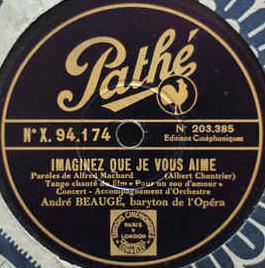 Pathé
N° X. 94.174
N° 203.385
Editions Cinéphoniques
IMAGINEZ QUE JE VOUS AIME
Paroles de Alfred Machard (Albert Chantrier)
Tango chanté du film « Pour un sou d'amour »
Concert - Accompagnement d'Orchestre
André BEAUGÉ, baryton de l'Opéra
PARIS
LONDON